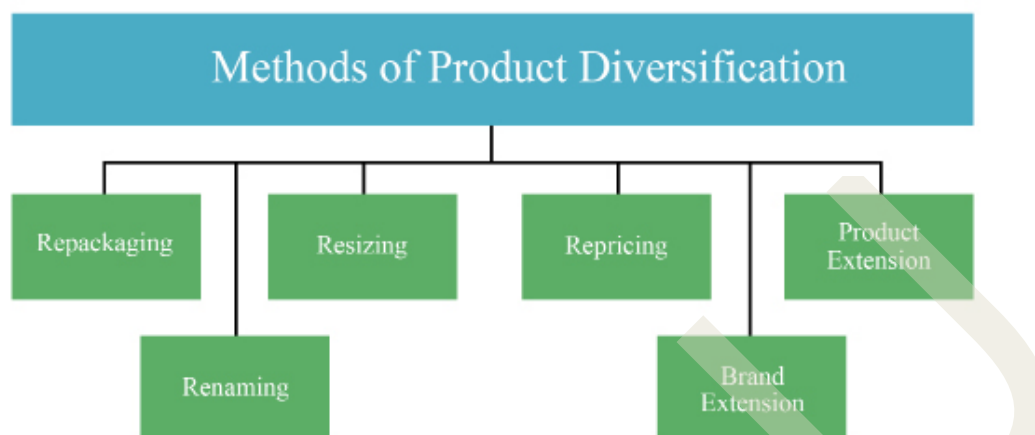 Methods of Product Diversification
Repackaging
Resizing
Repricing
Product
Extension
Renaming
Brand
Extension